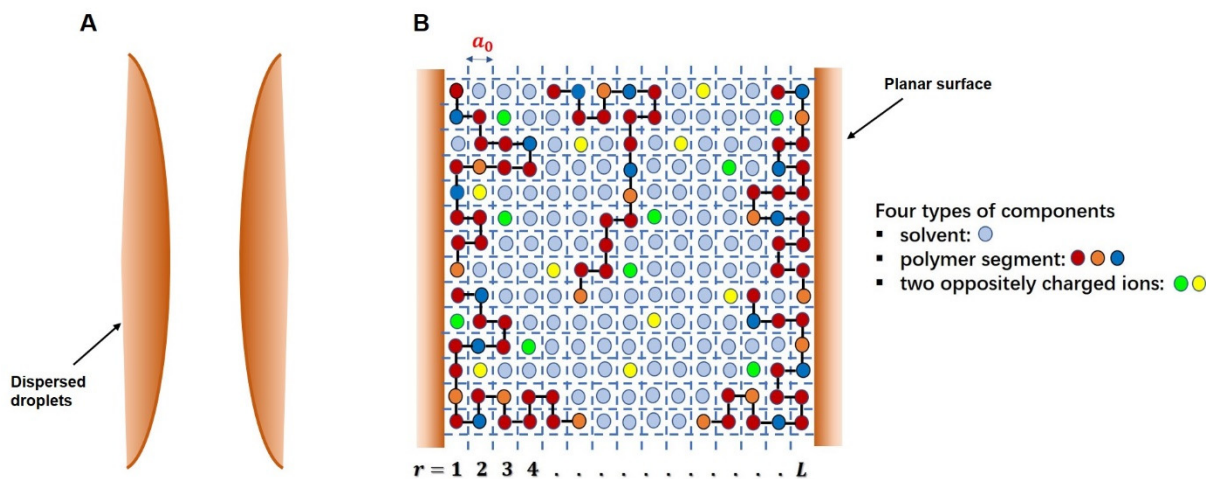 A
B
a₀
Planar surface
Four types of components
▪ solvent:
▪ polymer segment:
▪ two oppositely charged ions:
Dispersed
droplets
r = 1 2 3 4 . . . . . . . . . . L